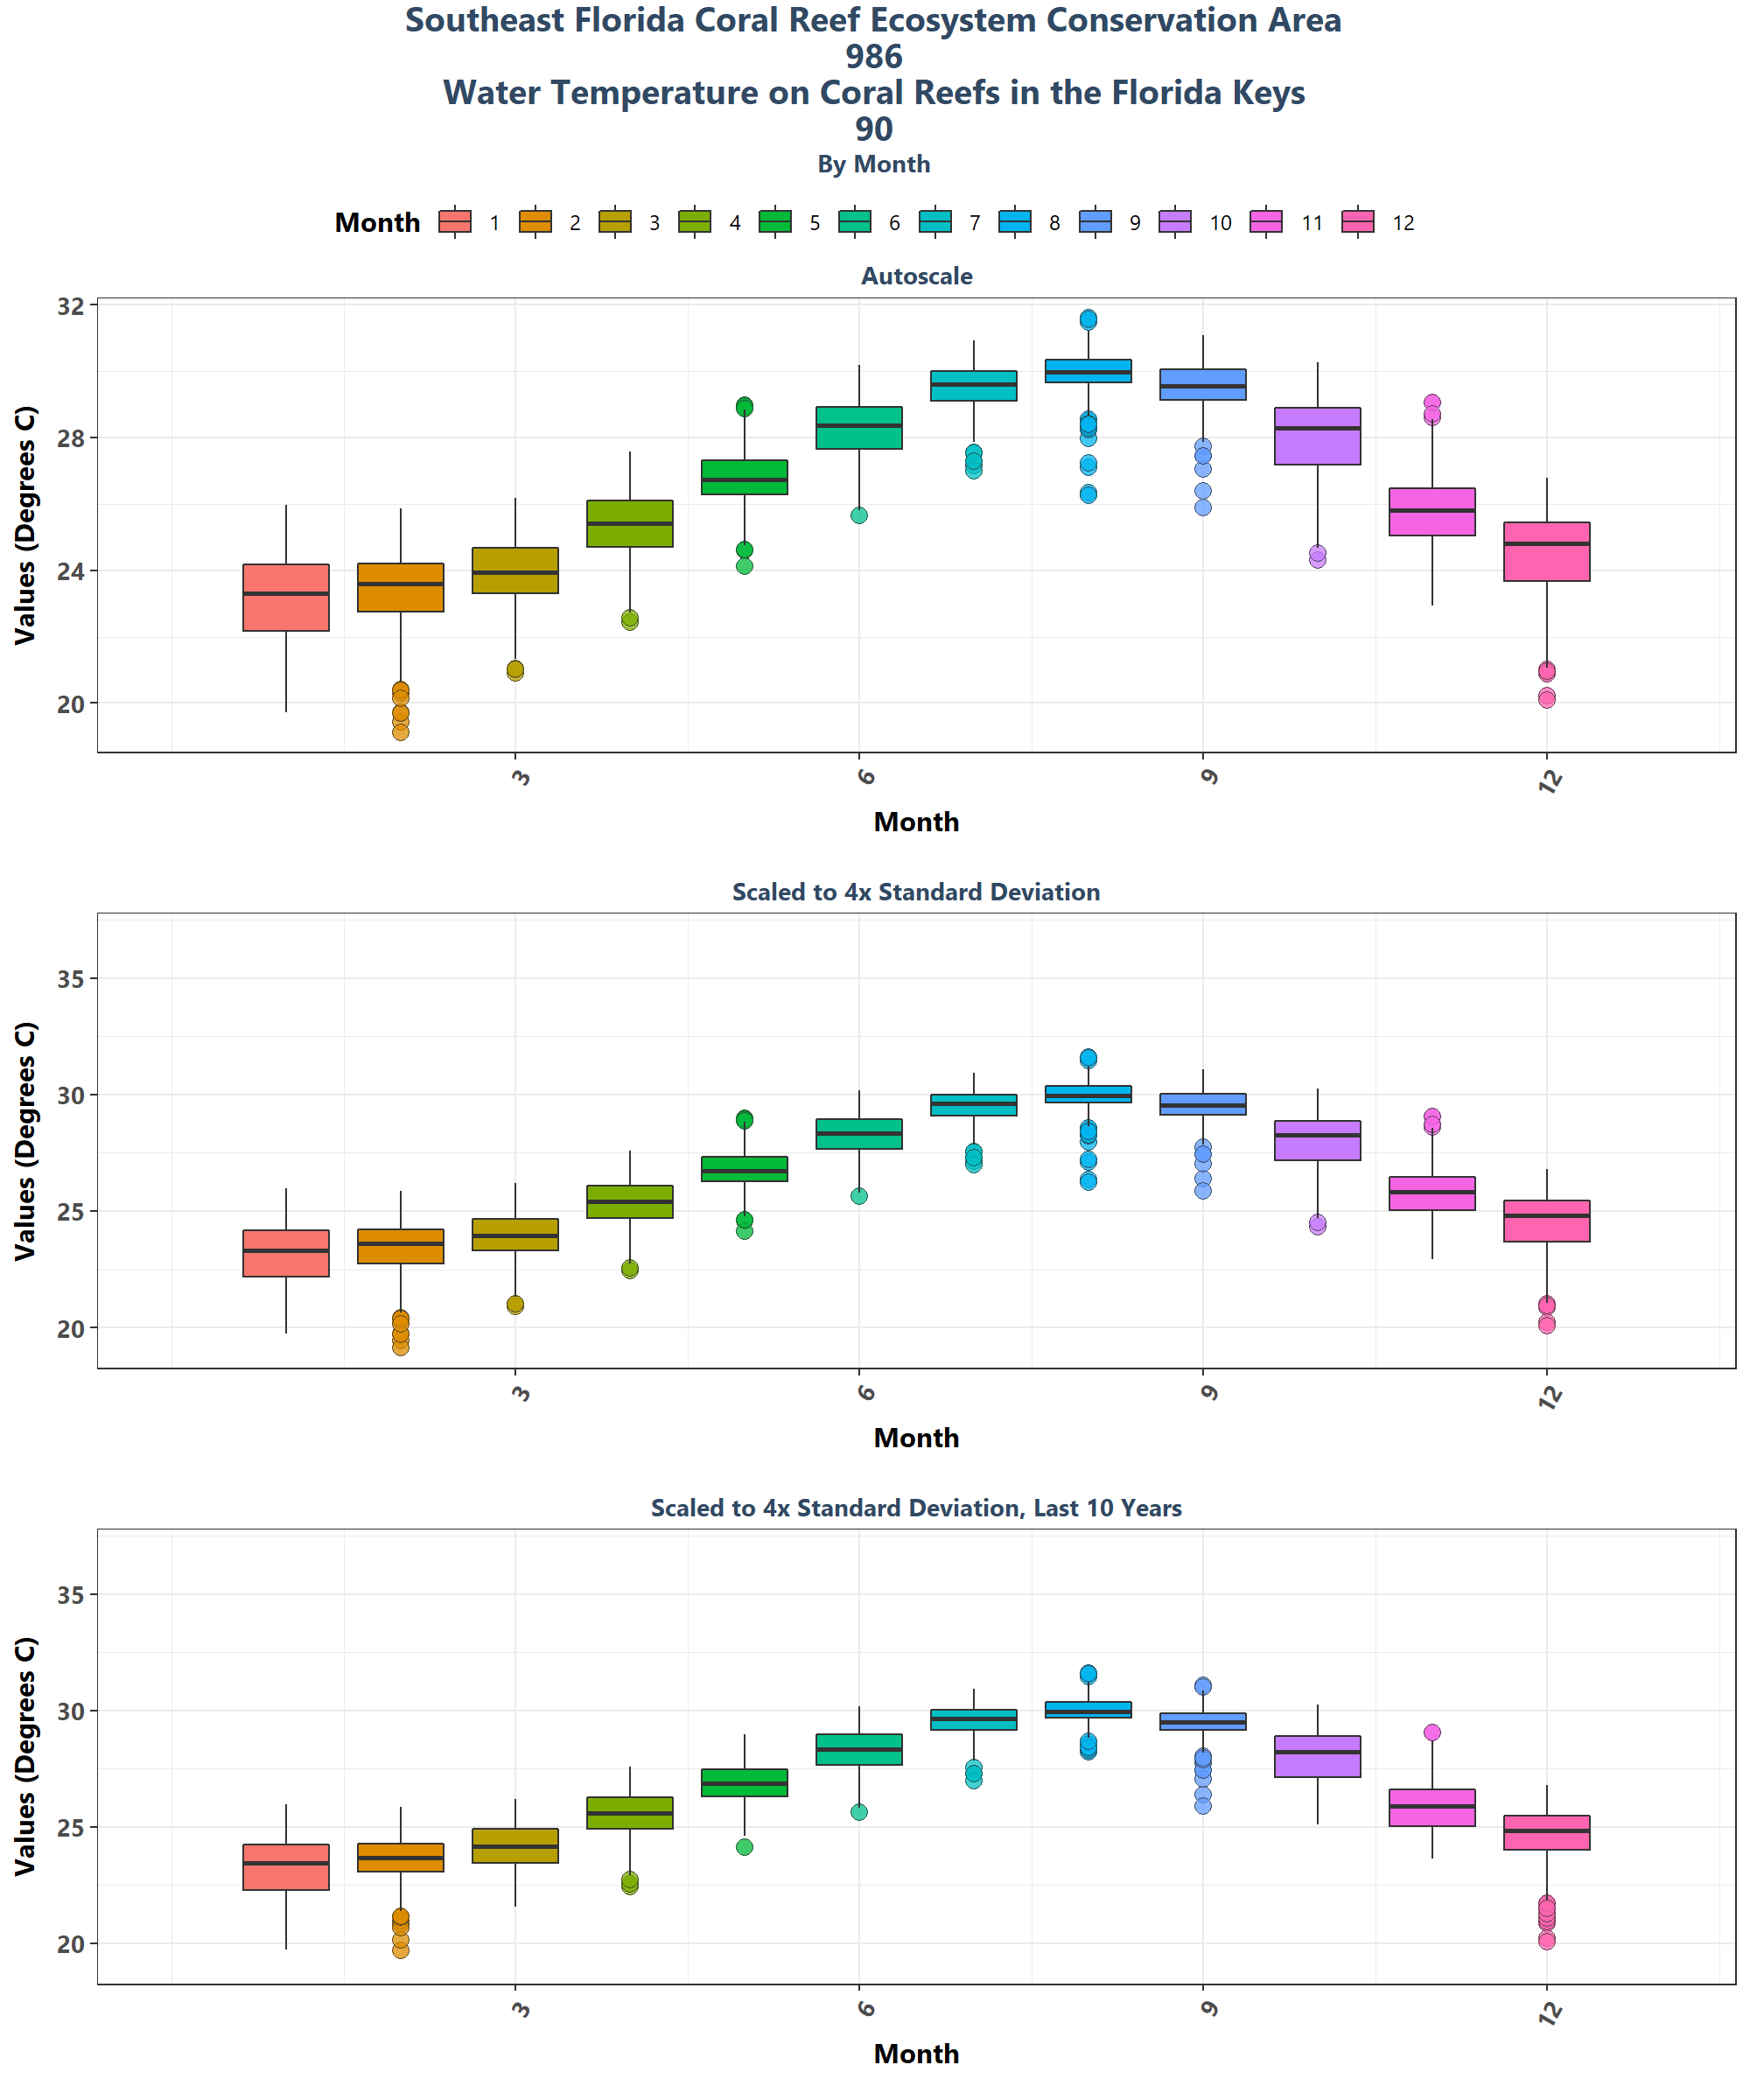 Southeast Florida Coral Reef Ecosystem Conservation Area
986
Water Temperature on Coral Reefs in the Florida Keys
90
By Month
Month 1 2 3 4 5 6 7 8 9 10 11 12
Autoscale
Values (Degrees C)
32
28
24
20
3 6 9 12
Month
Scaled to 4x Standard Deviation
Values (Degrees C)
35
30
25
20
3 6 9 12
Month
Scaled to 4x Standard Deviation, Last 10 Years
Values (Degrees C)
35
30
25
20
3 6 9 12
Month